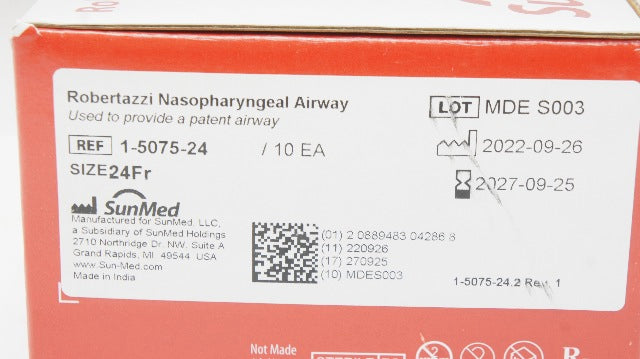 Robertazzi Nasopharyngeal Airway
Used to provide a patent airway
REF 1-5075-24 / 10 EA
SIZE24Fr
LOT MDE S003
2022-09-26
2027-09-25
SunMed
Manufactured for SunMed, LLC,
a Subsidiary of SunMed Holdings
2710 Northridge Dr. NW. Suite A
Grand Rapids, MI 49544 USA
www.Sun-Med.com
Made in India
(01) 2 0889483 04286 8
(11) 220926
(17) 270925
(10) MDES003
1-5075-24.2 Rev. 1
Not Made
R